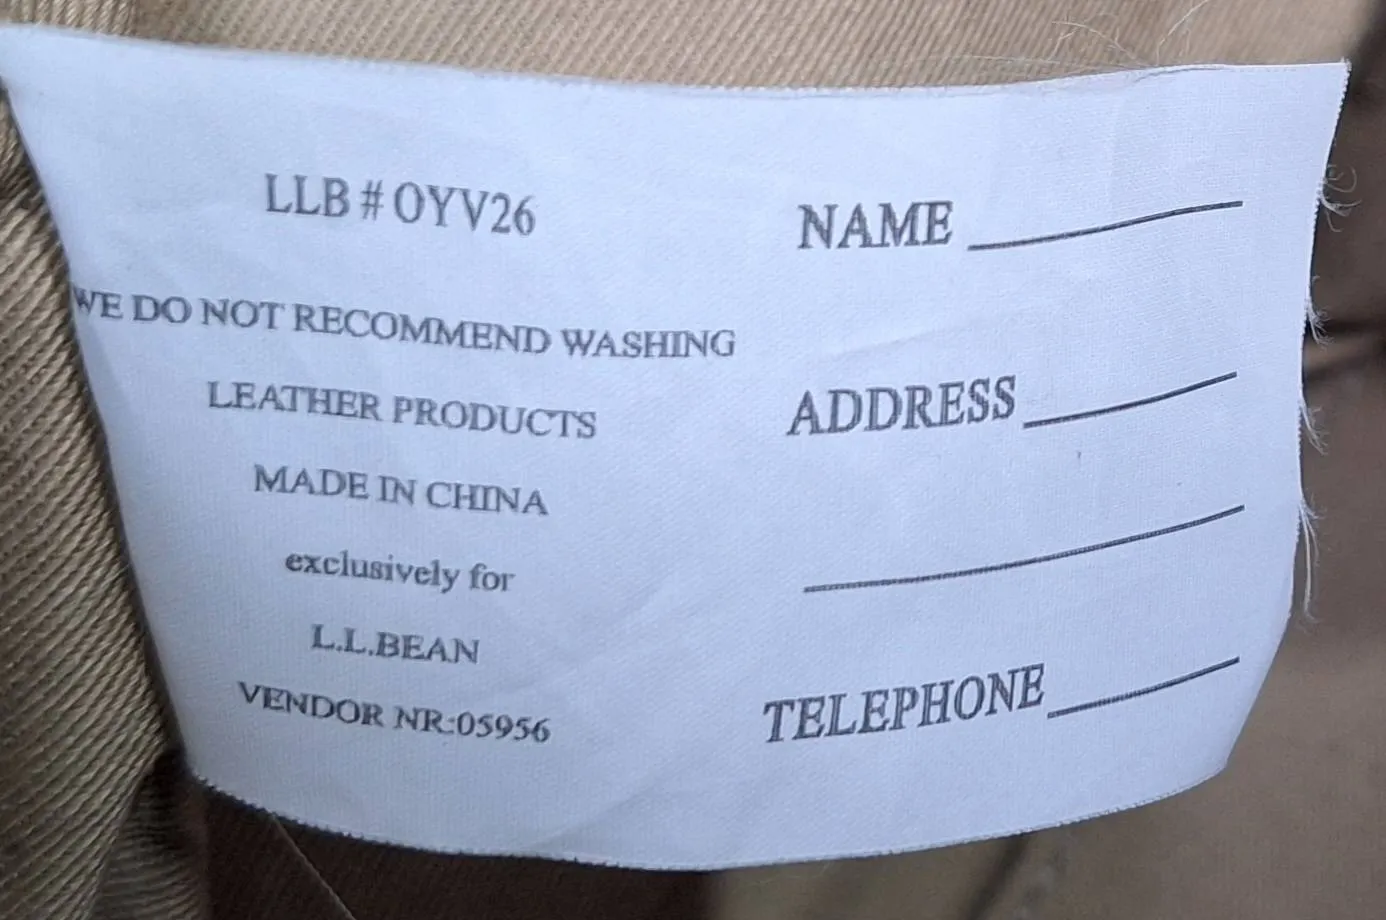 LLB # OYV26
WE DO NOT RECOMMEND WASHING
LEATHER PRODUCTS
MADE IN CHINA
exclusively for
L.L.BEAN
VENDOR NR:05956
NAME
ADDRESS
TELEPHONE